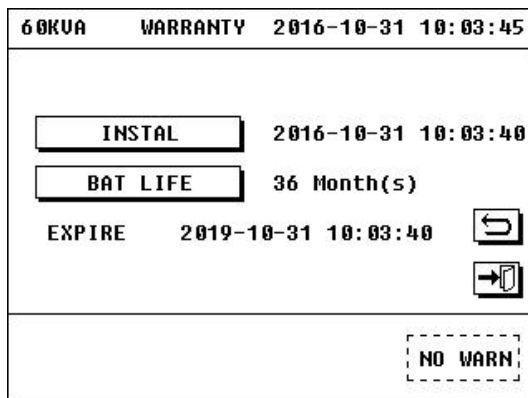 60KVA WARRANTY 2016-10-31 10:03:45
INSTAL 2016-10-31 10:03:40
BAT LIFE 36 Month(s)
EXPIRE 2019-10-31 10:03:40
NO WARN